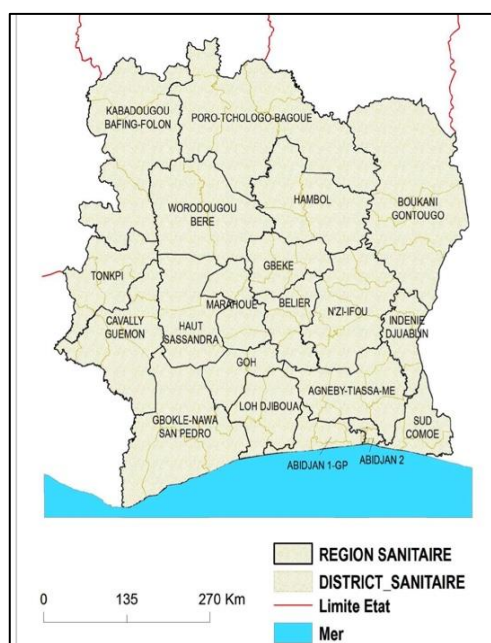 KABADOUGOU
BAFING-FOLON
PORO-TCHOLOGO-BAGOUE
BOUKANI
GONTOUGO
HAMBOL
WORODOUGOU
BERE
TONKPI
GBEKE
CAVALLY
GUEMON
HAUT
SASSANDRA
MARAHOUE
BELIER
N'ZI-IFOU
INDENIE
DJUABLIN
GOH
LOH DJIBOUA
AGNEBY-TIASSA-ME
GBOKLE-NAWA
SAN PEDRO
SUD
COMOE
ABIDJAN 1-GP
ABIDJAN 2
REGION SANITAIRE
DISTRICT_SANITAIRE
Limite Etat
Mer
0 135 270 Km